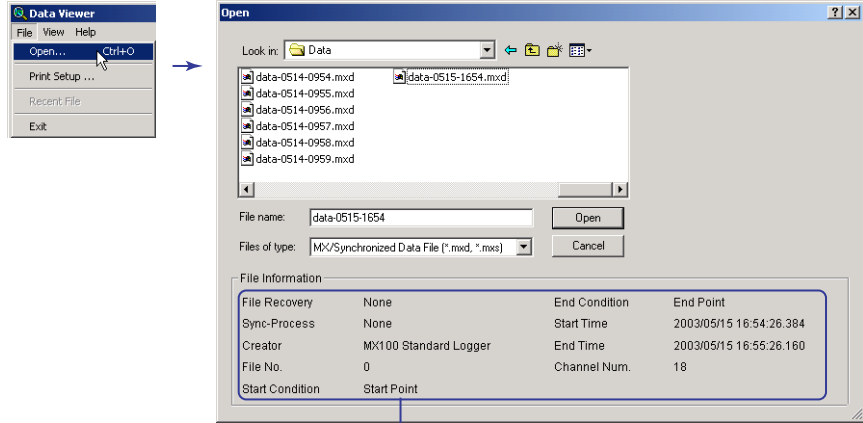 Data Viewer
File View Help
Open... Ctrl+O
Print Setup ...
Recent File
Exit
Open
Look in: Data
data-0514-0954.mxd
data-0514-0955.mxd
data-0514-0956.mxd
data-0514-0957.mxd
data-0514-0958.mxd
data-0514-0959.mxd
data-0515-1654.mxd
File name: data-0515-1654 Open
Files of type: MX/Synchronized Data File (*.mxd, *.mxs) Cancel
File Information
File Recovery None End Condition End Point
Sync-Process None Start Time 2003/05/15 16:54:26.384
Creator MX100 Standard Logger End Time 2003/05/15 16:55:26.160
File No. 0 Channel Num. 18
Start Condition Start Point